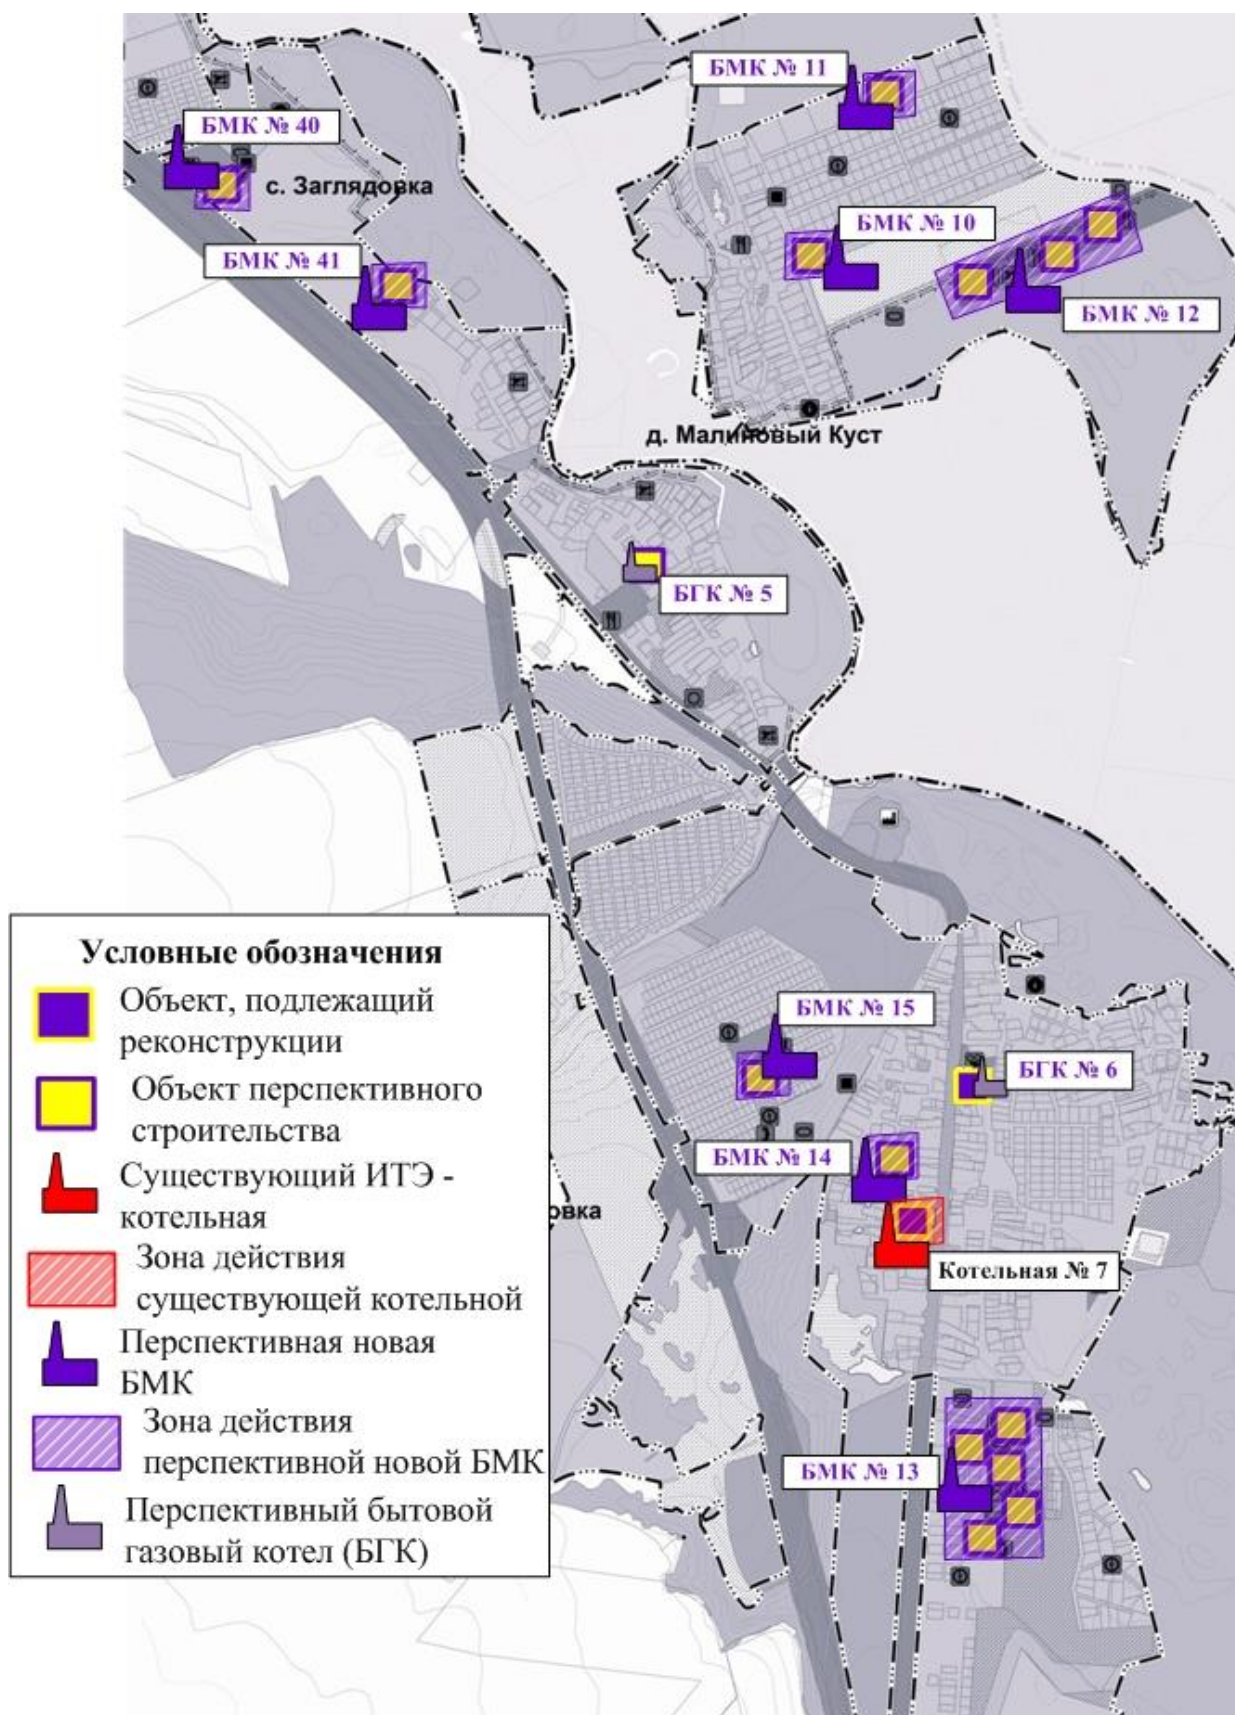 БМК № 11
БМК № 40
с. Заглядовка
БМК № 10
БМК № 41
БМК № 12
д. Малиновый Куст
БГК № 5
БМК № 15
БГК № 6
БМК № 14
овка
Котельная № 7
БМК № 13
Условные обозначения
Объект, подлежащий
реконструкции
Объект перспективного
строительства
Существующий ИТЭ -
котельная
Зона действия
существующей котельной
Перспективная новая
БМК
Зона действия
перспективной новой БМК
Перспективный бытовой
газовый котел (БГК)